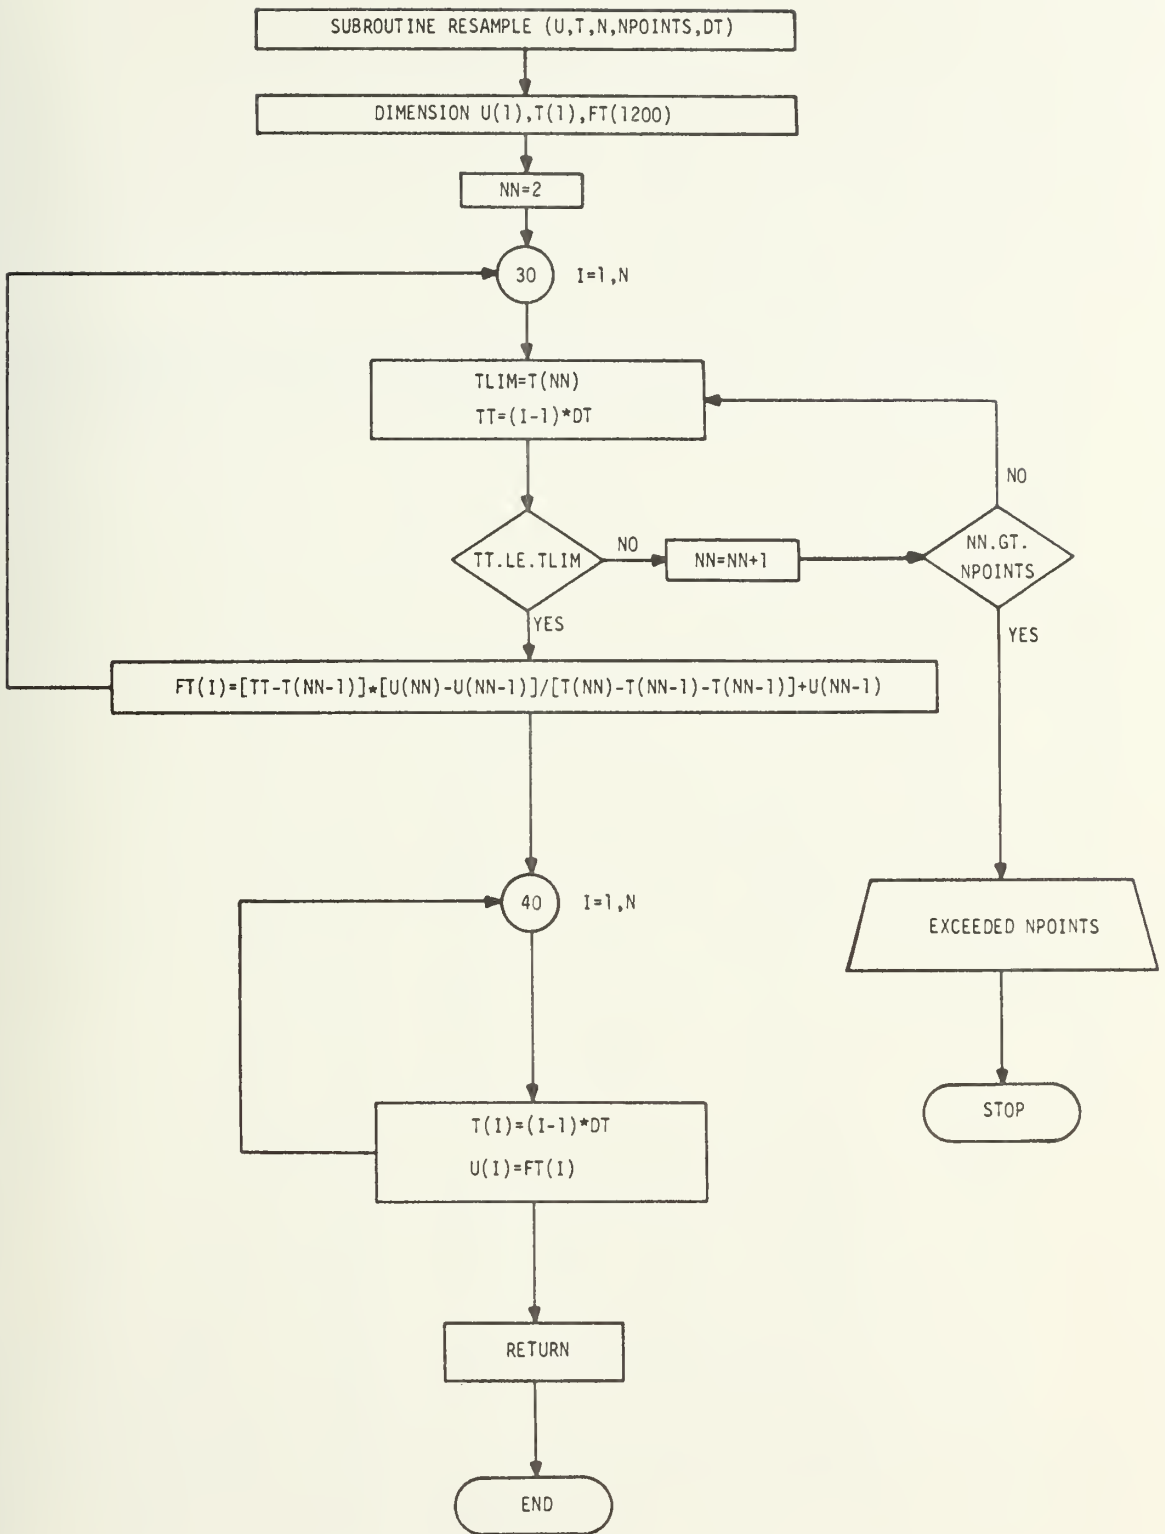 SUBROUTINE RESAMPLE (U,T,N,NPOINTS,DT)
DIMENSION U(1),T(1),FT(1200)
NN=2
30 I=1,N
TLIM=T(NN)
TT=(I-1)*DT
NO
TT.LE.TLIM
NO
NN=NN+1
NN.GT.
NPOINTS
YES
YES
FT(I)=[TT-T(NN-1)]*[U(NN)-U(NN-1)]/[T(NN)-T(NN-1)-T(NN-1)]+U(NN-1)
40 I=1,N
EXCEEDED NPOINTS
STOP
T(I)=(I-1)*DT
U(I)=FT(I)
RETURN
END